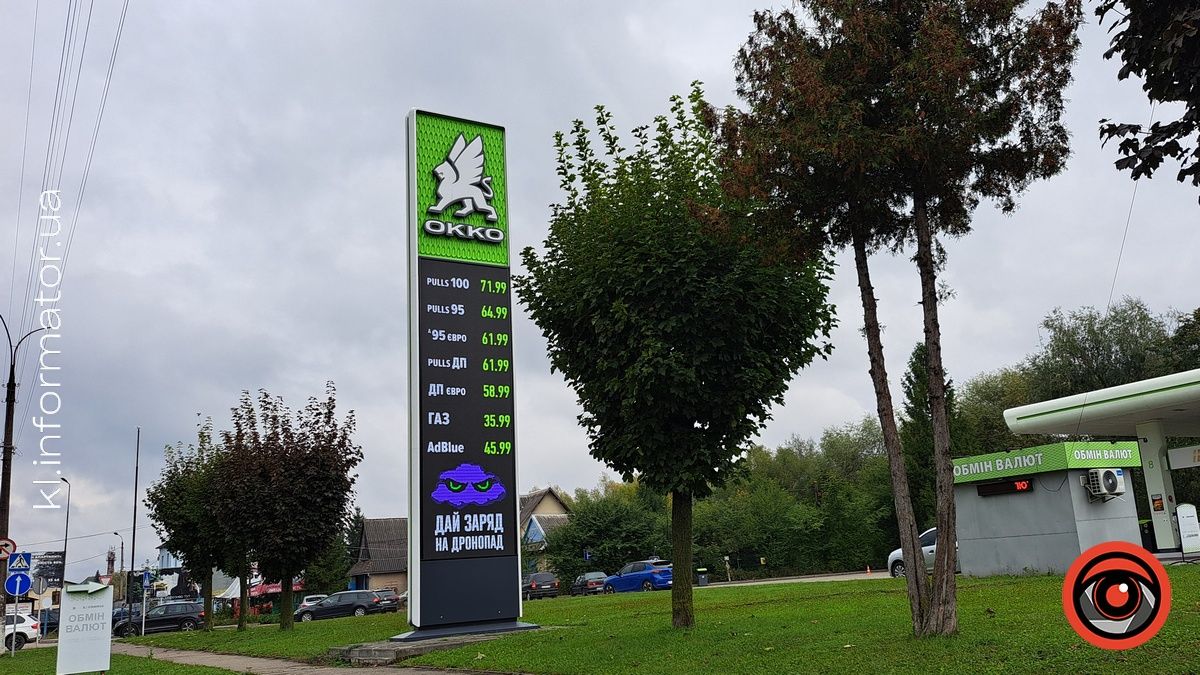 kl.informator.ua
OKKO
PULLS 100 71.99
PULLS 95 64.99
A95 ЄВРО 61.99
PULLS ДП 61.99
ДП ЄВРО 58.99
ГАЗ 35.99
AdBlue 45.99
ДАЙ ЗАРЯД
НА ДРОНОПАД
ОБМІН ВАЛЮТ
ОБМІН ВАЛЮТ
ОБМІН
ВАЛЮТ
8